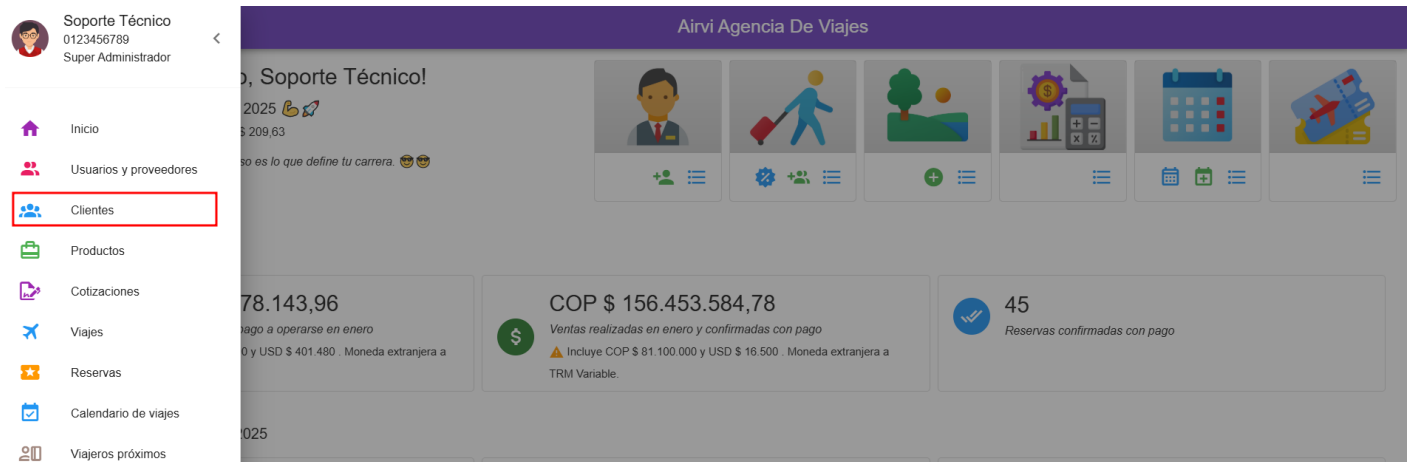 Soporte Técnico
0123456789
Super Administrador
Inicio
Usuarios y proveedores
Clientes
Productos
Cotizaciones
Viajes
Reservas
Calendario de viajes
Viajeros próximos
Airvi Agencia De Viajes
, Soporte Técnico!
2025 💪🚀
$ 209,63
so es lo que define tu carrera. 😎😎
78.143,96
pago a operarse en enero
0 y USD $ 401.480 . Moneda extranjera a
COP $ 156.453.584,78
Ventas realizadas en enero y confirmadas con pago
Incluye COP $ 81.100.000 y USD $ 16.500 . Moneda extranjera a
TRM Variable.
45
Reservas confirmadas con pago
2025